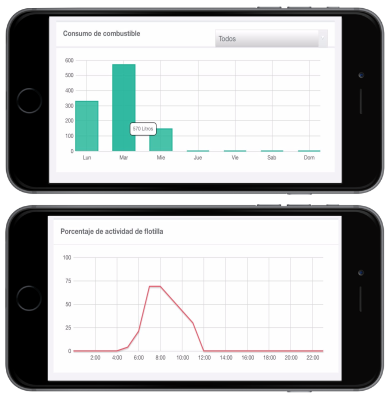 Consumo de combustible
Todos
600
500
400
300
200
100
0
Lun Mar Mie Jue Vie Sab Dom
Porcentaje de actividad de flotilla
100
75
50
25
0
2:00 4:00 6:00 8:00 10:00 12:00 14:00 16:00 18:00 20:00 22:00